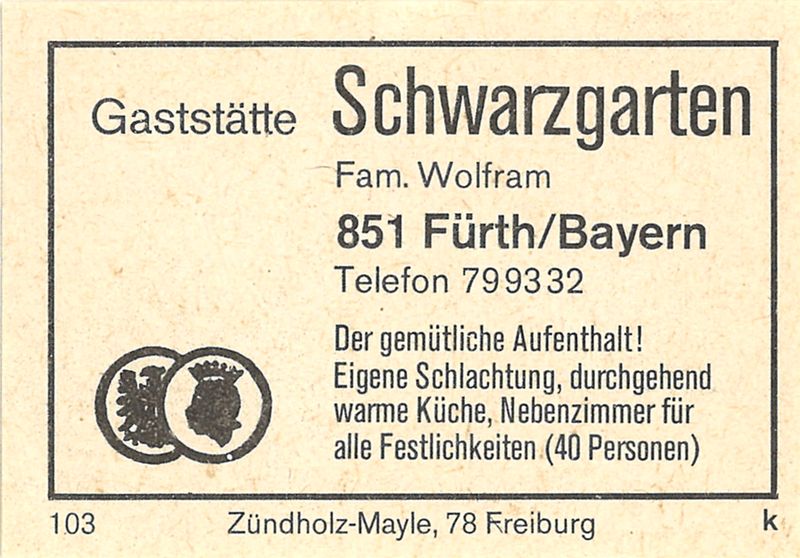 Gaststätte Schwarzgarten
Fam. Wolfram
851 Fürth/Bayern
Telefon 799332
Der gemütliche Aufenthalt!
Eigene Schlachtung, durchgehend
warme Küche, Nebenzimmer für
alle Festlichkeiten (40 Personen)
103 Zündholz-Mayle, 78 Freiburg k